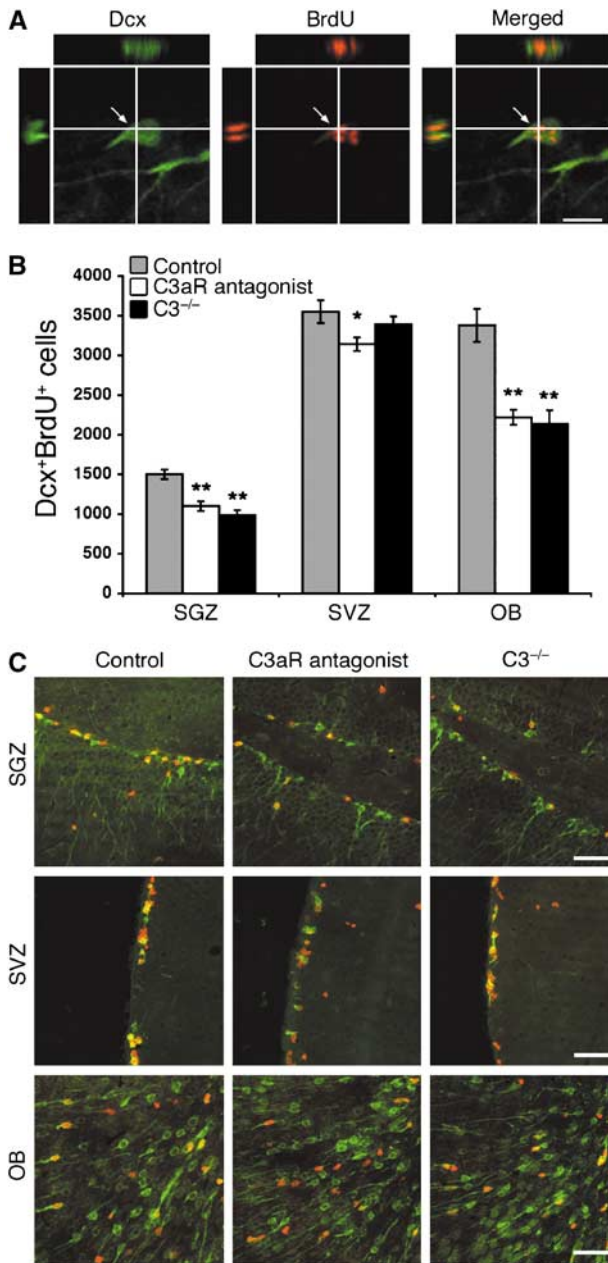 A
Dcx BrdU Merged
B
Dcx⁺BrdU⁺ cells
4000
3500
3000
2500
2000
1500
1000
500
0
Control
C3aR antagonist
C3⁻/⁻
** **
*
** **
SGZ SVZ OB
C
Control C3aR antagonist C3⁻/⁻
SGZ
SVZ
OB